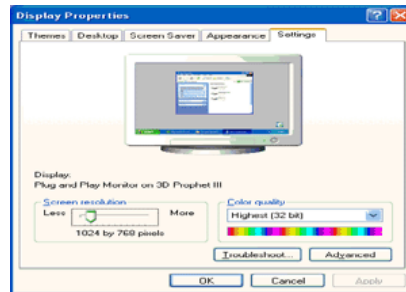 Display Properties
Themes Desktop Screen Saver Appearance Settings
Display:
Plug and Play Monitor on 3D Prophet III
Screen resolution
Less More
1024 by 768 pixels
Color quality
Highest (32 bit)
Troubleshoot... Advanced
OK Cancel Apply